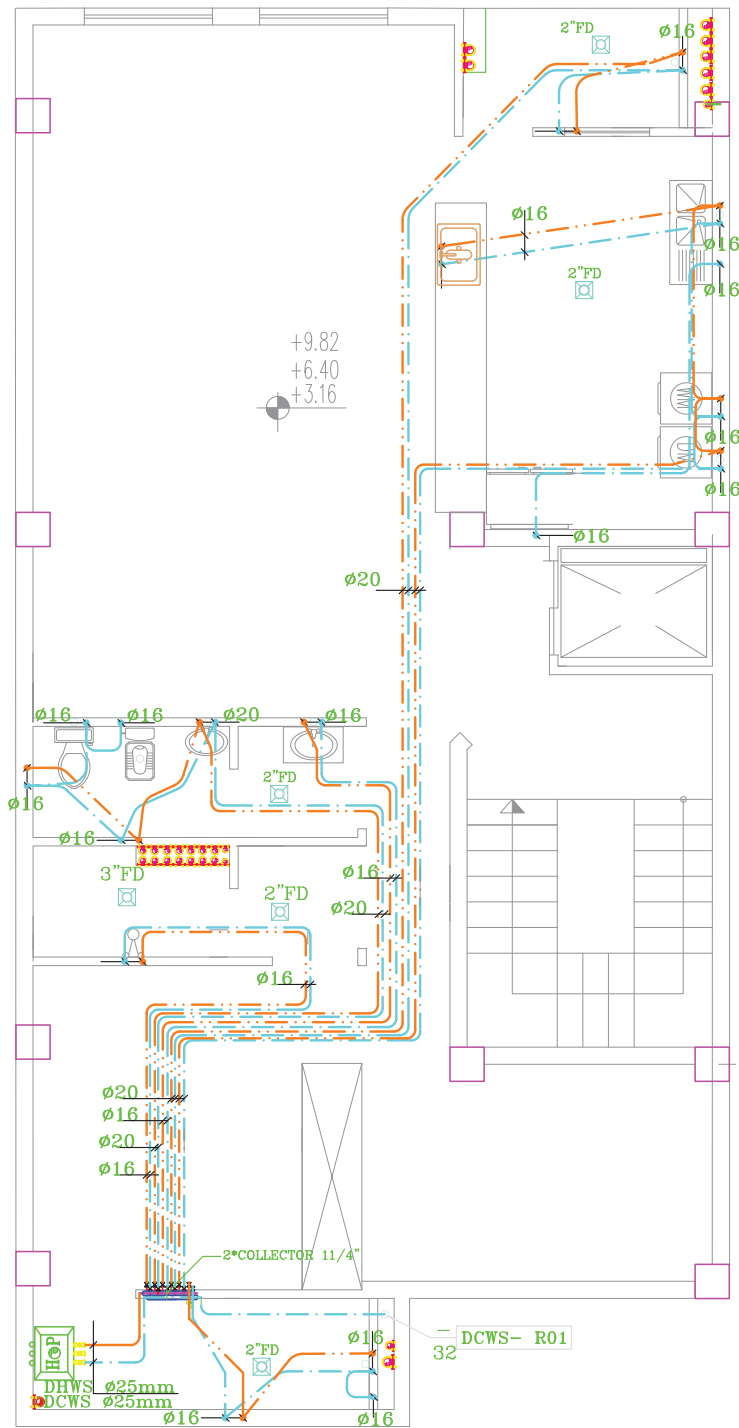 2"FD
ø16
ø16
ø16
2"FD
ø16
+9.82
+6.40
+3.16
ø16
ø16
ø16
ø20
ø16
ø16
ø20
ø16
2"FD
ø16
ø16
3"FD
ø16
2"FD
ø20
ø16
ø20
ø16
ø20
ø16
2*COLLECTOR 11/4"
DCWS- R01
32
ø16
2"FD
DHWS ø25mm
DCWS ø25mm
ø16
ø16